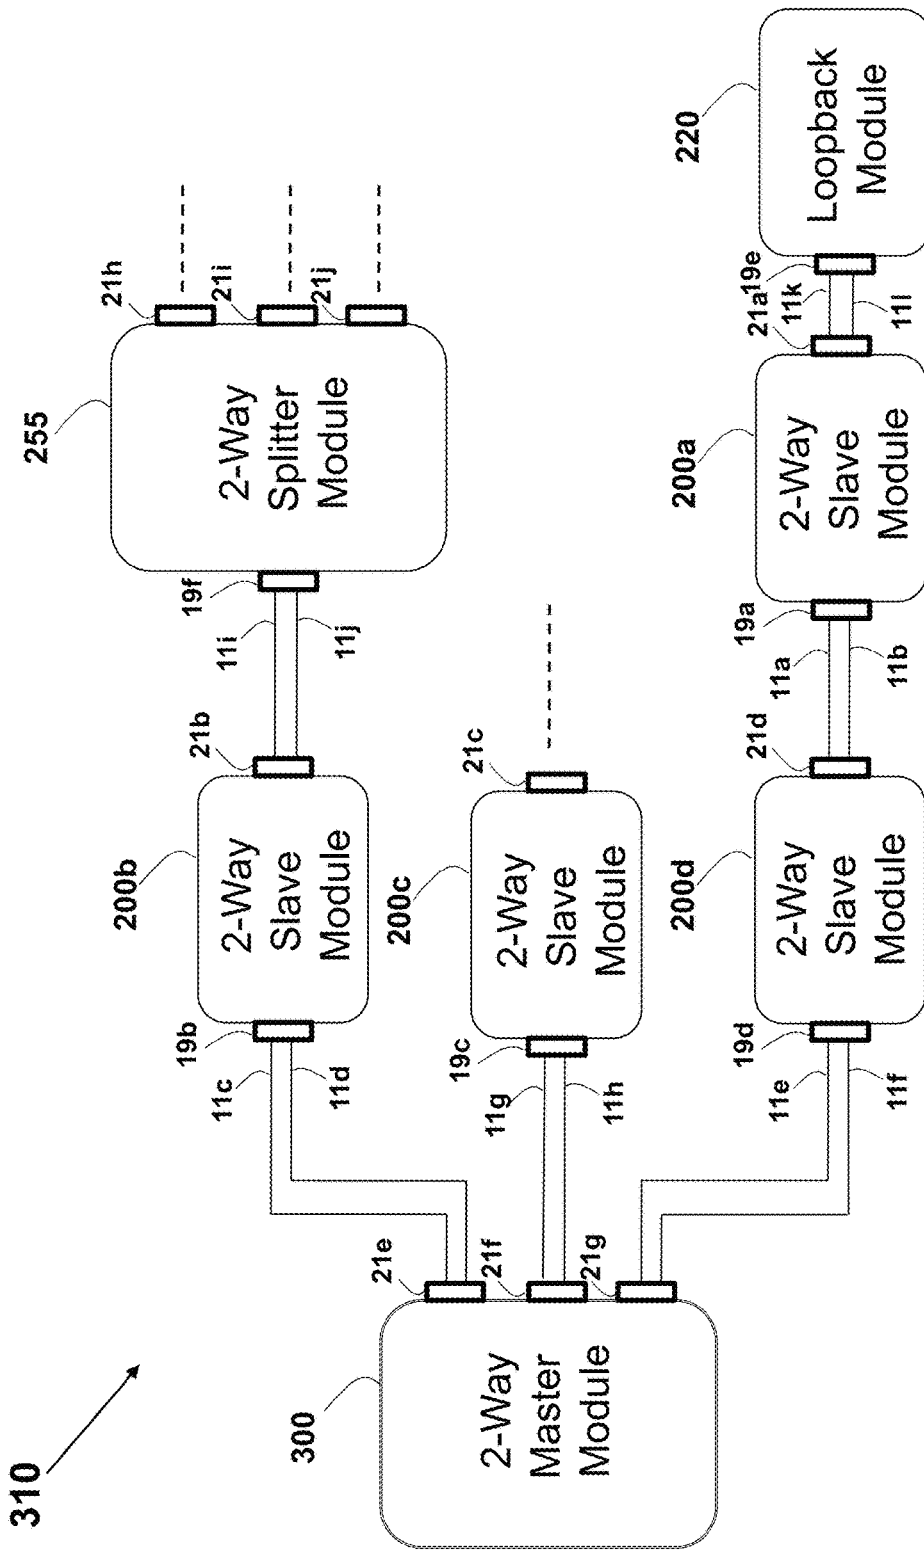 310
300
2-Way
Master
Module
21e
21f
21g
11c
11d
19b
200b
2-Way
Slave
Module
21b
11i
11j
19f
255
2-Way
Splitter
Module
21h
21i
21j
11g
11h
19c
200c
2-Way
Slave
Module
21c
11e
11f
19d
200d
2-Way
Slave
Module
21d
11a
11b
19a
200a
2-Way
Slave
Module
21a
11k
11l
19e
220
Loopback
Module